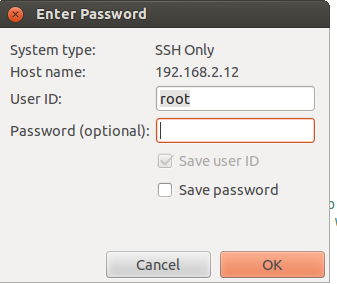 Enter Password
System type: SSH Only
Host name: 192.168.2.12
User ID: root
Password (optional):
Save user ID
Save password
Cancel OK